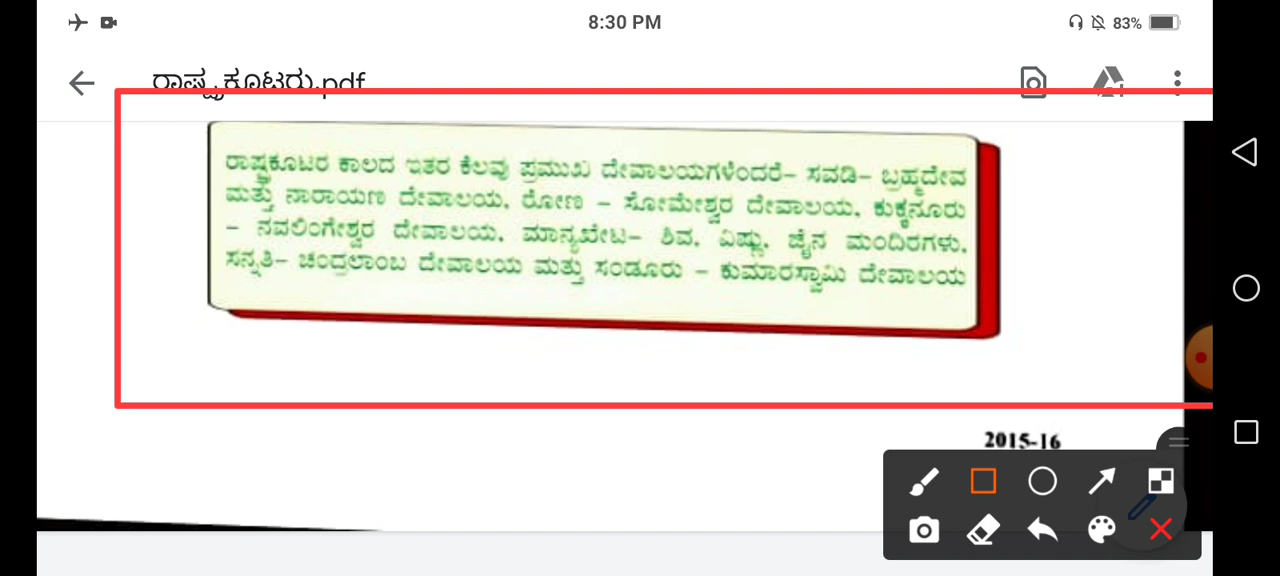 8:30 PM
83%
ರಾಷ್ಟ್ರಕೂಟರು.pdf
ರಾಷ್ಟ್ರಕೂಟರ ಕಾಲದ ಇತರ ಕೆಲವು ಪ್ರಮುಖ ದೇವಾಲಯಗಳೆಂದರೆ– ಸವಡಿ– ಬ್ರಹ್ಮದೇವ
ಮತ್ತು ನಾರಾಯಣ ದೇವಾಲಯ, ರೋಣ – ಸೋಮೇಶ್ವರ ದೇವಾಲಯ, ಕುಕ್ಕನೂರು
– ನವಲಿಂಗೇಶ್ವರ ದೇವಾಲಯ, ಮಾನ್ಯಖೇಟ– ಶಿವ, ವಿಷ್ಣು, ಜೈನ ಮಂದಿರಗಳು,
ಸನ್ನತಿ– ಚಂದ್ರಲಾಂಬ ದೇವಾಲಯ ಮತ್ತು ಸಂಡೂರು – ಕುಮಾರಸ್ವಾಮಿ ದೇವಾಲಯ
2015-16